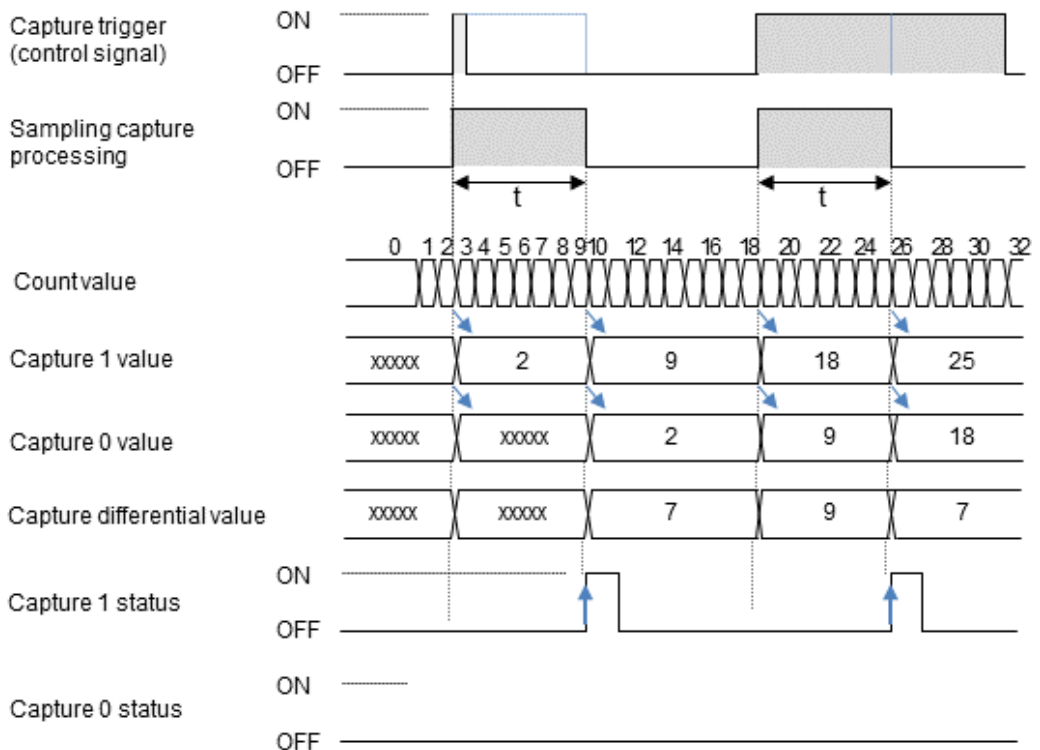 Capture trigger
(control signal)
ON
OFF
Sampling capture
processing
ON
OFF
t
t
Count value
0 1 2 3 4 5 6 7 8 9 10 12 14 16 18 20 22 24 26 28 30 32
Capture 1 value
xxxxx 2 9 18 25
Capture 0 value
xxxxx xxxxx 2 9 18
Capture differential value
xxxxx xxxxx 7 9 7
Capture 1 status
ON
OFF
Capture 0 status
ON
OFF